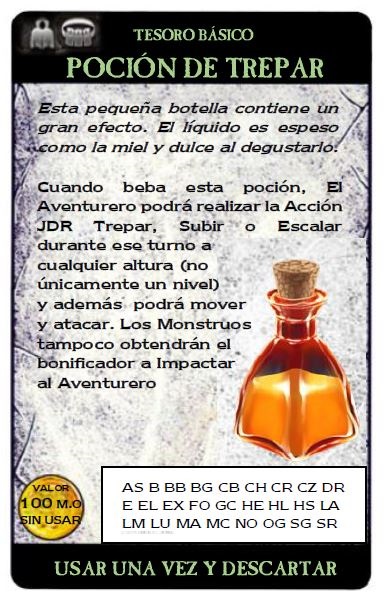 TESORO BÁSICO
POCIÓN DE TREPAR
Esta pequeña botella contiene un
gran efecto. El líquido es espeso
como la miel y dulce al degustarlo.
Cuando beba esta poción, El
Aventurero podrá realizar la Acción
JDR Trepar, Subir o Escalar
durante ese turno a
cualquier altura (no
únicamente un nivel)
y además podrá mover
y atacar. Los Monstruos
tampoco obtendrán el
bonificador a Impactar
al Aventurero
VALOR
100 M.O
SIN USAR
AS B BB BG CB CH CR CZ DR
E EL EX FO GC HE HL HS LA
LM LU MA MC NO OG SG SR
USAR UNA VEZ Y DESCARTAR